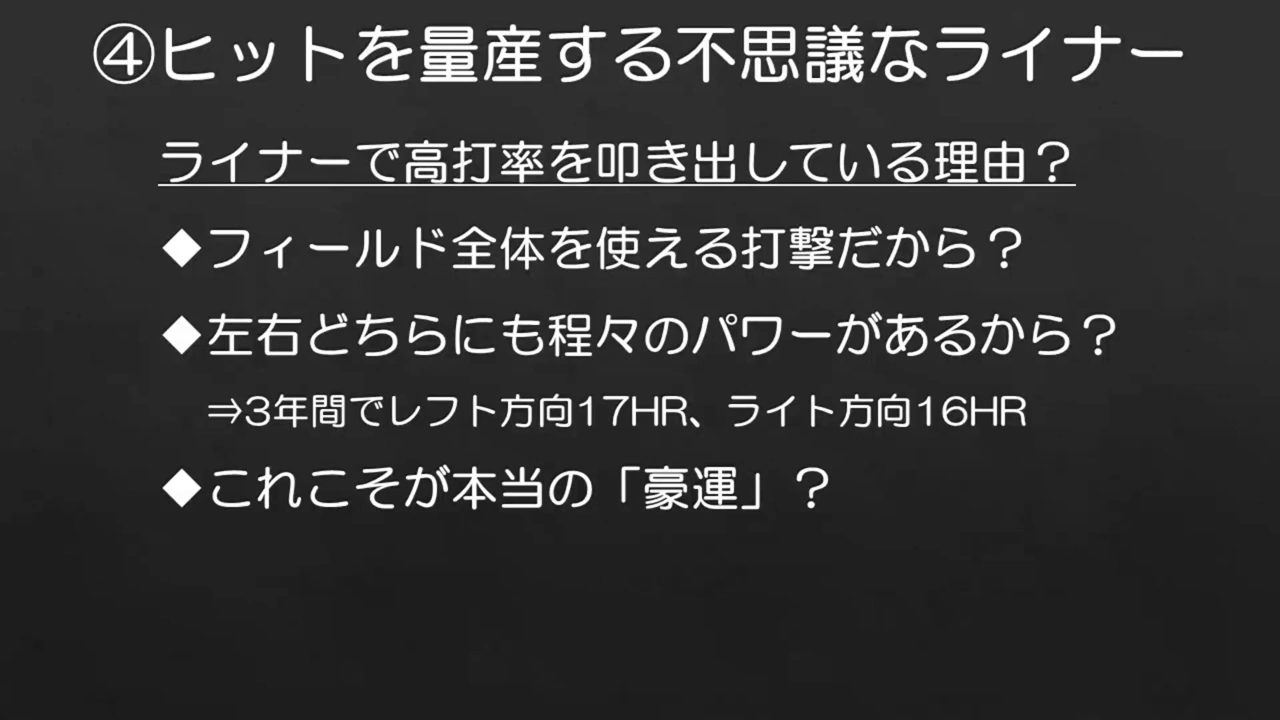 ④ヒットを量産する不思議なライナー
ライナーで高打率を叩き出している理由？
◆フィールド全体を使える打撃だから？
◆左右どちらにも程々のパワーがあるから？
⇒3年間でレフト方向17HR、ライト方向16HR
◆これこそが本当の「豪運」？